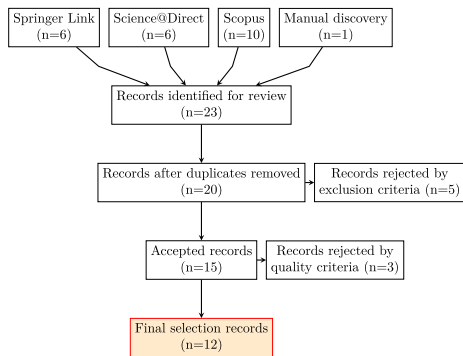 Springer Link
(n=6)
Science@Direct
(n=6)
Scopus
(n=10)
Manual discovery
(n=1)
Records identified for review
(n=23)
Records after duplicates removed
(n=20)
Records rejected by
exclusion criteria (n=5)
Accepted records
(n=15)
Records rejected by
quality criteria (n=3)
Final selection records
(n=12)